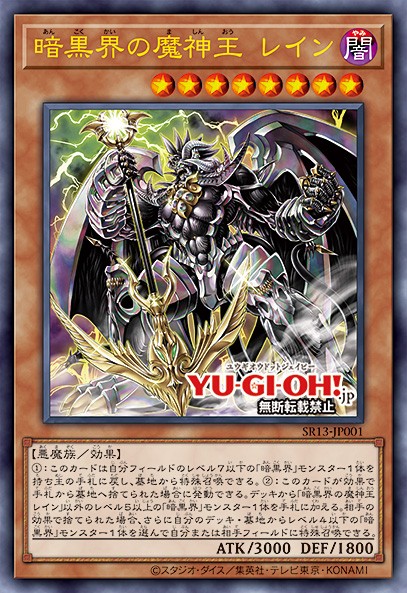 暗黒界の魔神王 レイン 闇
ユウギオウドットジェイピー
YU-GI-OH!.jp
無断転載禁止
SR13-JP001
【悪魔族／効果】
①：このカードは自分フィールドのレベル７以下の「暗黒界」モンスター１体を
持ち主の手札に戻し、墓地から特殊召喚できる。②：このカードが効果で
手札から墓地へ捨てられた場合に発動できる。デッキから「暗黒界の魔神王
レイン」以外のレベル５以上の「暗黒界」モンスター１体を手札に加える。相手の
効果で捨てられた場合、さらに自分のデッキ・墓地からレベル４以下の「暗
黒界」モンスター１体を選んで自分または相手フィールドに特殊召喚できる。
ATK/3000 DEF/1800
©スタジオ・ダイス／集英社・テレビ東京・KONAMI